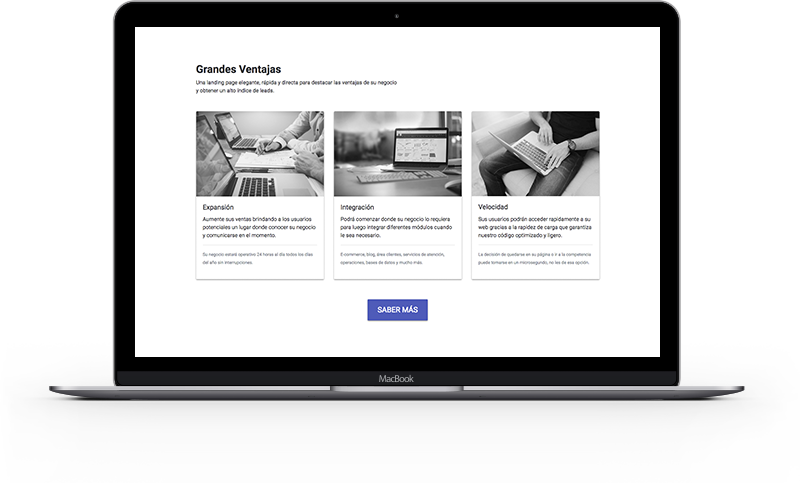 Grandes Ventajas
Una landing page elegante, rápida y directa para destacar las ventajas de su negocio
y obtener un alto índice de leads.
Expansión
Aumente sus ventas brindando a los usuarios
potenciales un lugar donde conocer su negocio
y comunicarse en el momento.
Su negocio estará operativo 24 horas al día todos los días
del año sin interrupciones.
Integración
Podrá comenzar donde su negocio lo requiera
para luego integrar diferentes módulos cuando
le sea necesario.
E-commerce, blog, área clientes, servicios de atención,
operaciones, bases de datos y mucho más.
Velocidad
Sus usuarios podrán acceder rapidamente a su
web gracias a la rapidez de carga que garantiza
nuestro código optimizado y ligero.
La decisión de quedarse en su página o ir a la competencia
puede tomarse en un microsegundo, no les de esa opción.
SABER MÁS
MacBook